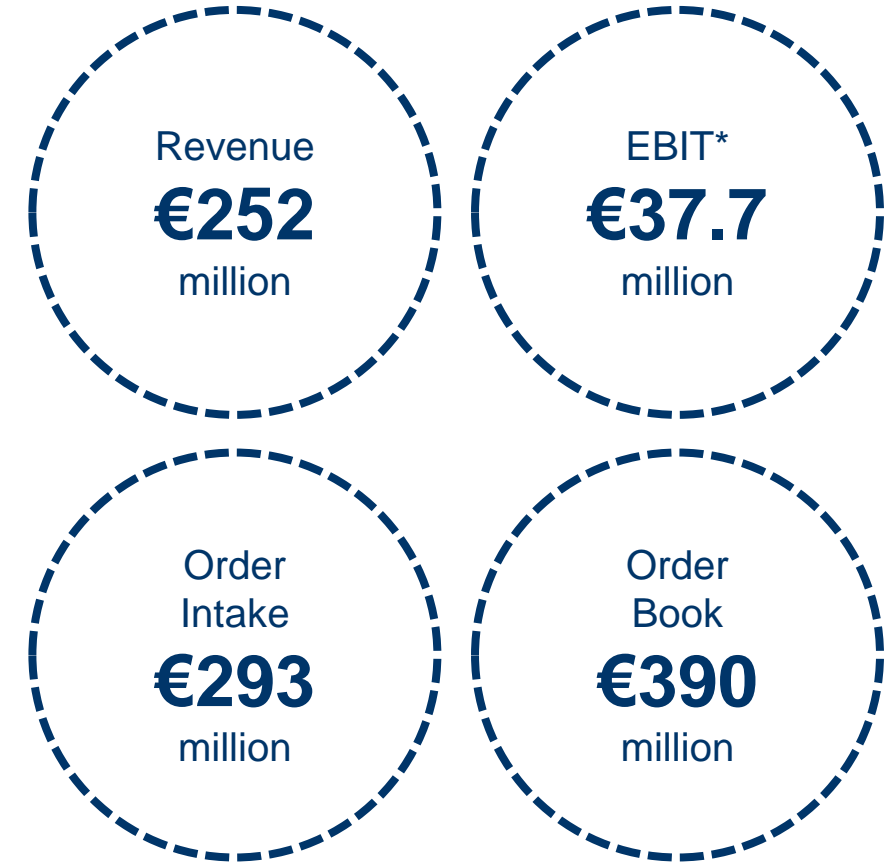 Revenue
€252
million
EBIT*
€37.7
million
Order
Intake
€293
million
Order
Book
€390
million